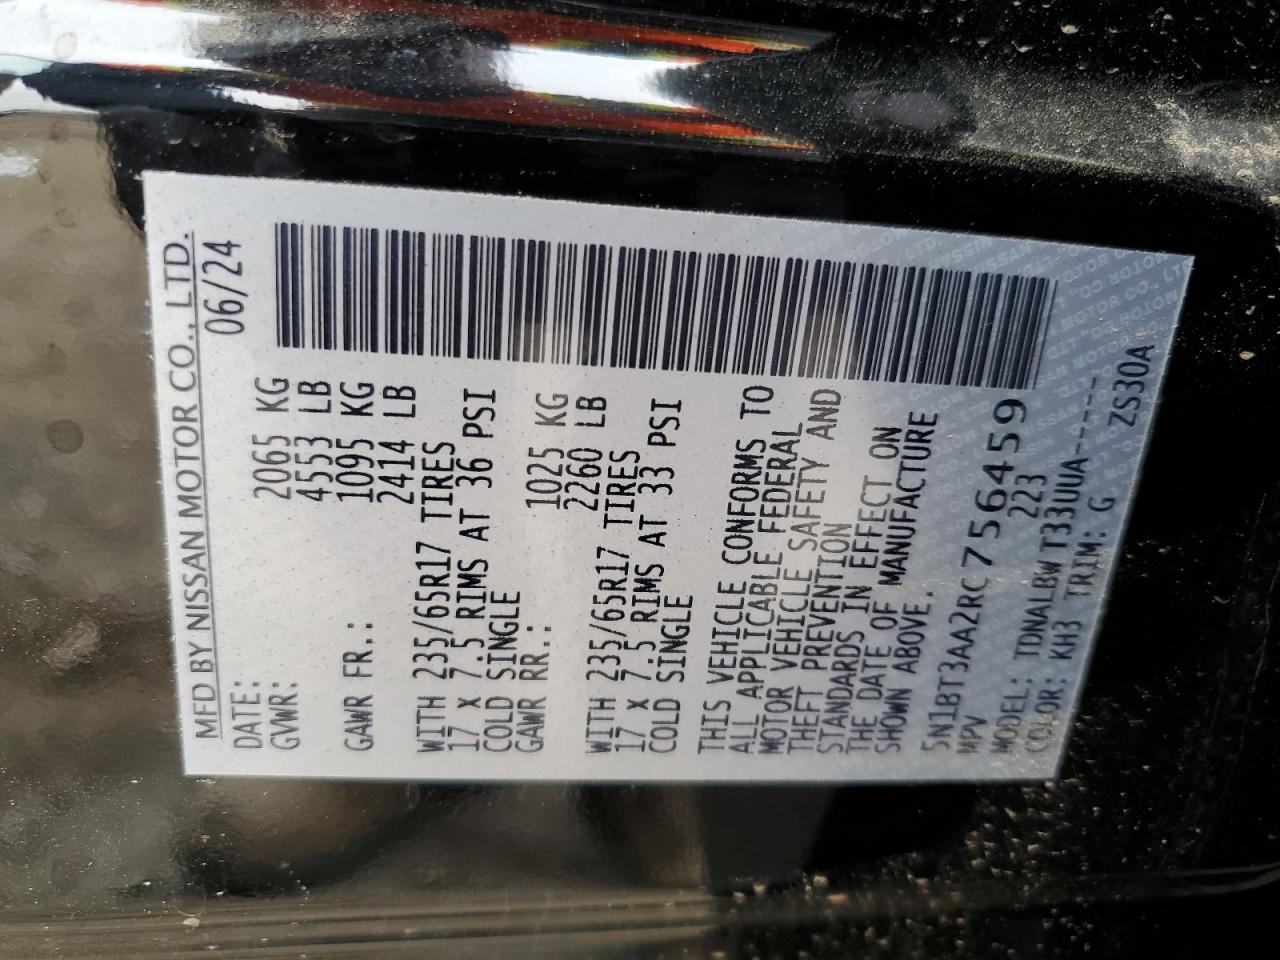 MFD BY NISSAN MOTOR CO., LTD.
DATE: 06/24
GVWR: 2065 KG
4553 LB
GAWR FR.: 1095 KG
2414 LB
WITH 235/65R17 TIRES
17 X 7.5 RIMS AT 36 PSI
COLD SINGLE
GAWR RR.: 1025 KG
2260 LB
WITH 235/65R17 TIRES
17 X 7.5 RIMS AT 33 PSI
COLD SINGLE
THIS VEHICLE CONFORMS TO
ALL APPLICABLE FEDERAL
MOTOR VEHICLE SAFETY AND
THEFT PREVENTION
STANDARDS IN EFFECT ON
THE DATE OF MANUFACTURE
SHOWN ABOVE.
5N1BT3AA2RC756459
MPV 223
MODEL: TDNALBWT33UUA-----
COLOR: KH3 TRIM: G ZS30A